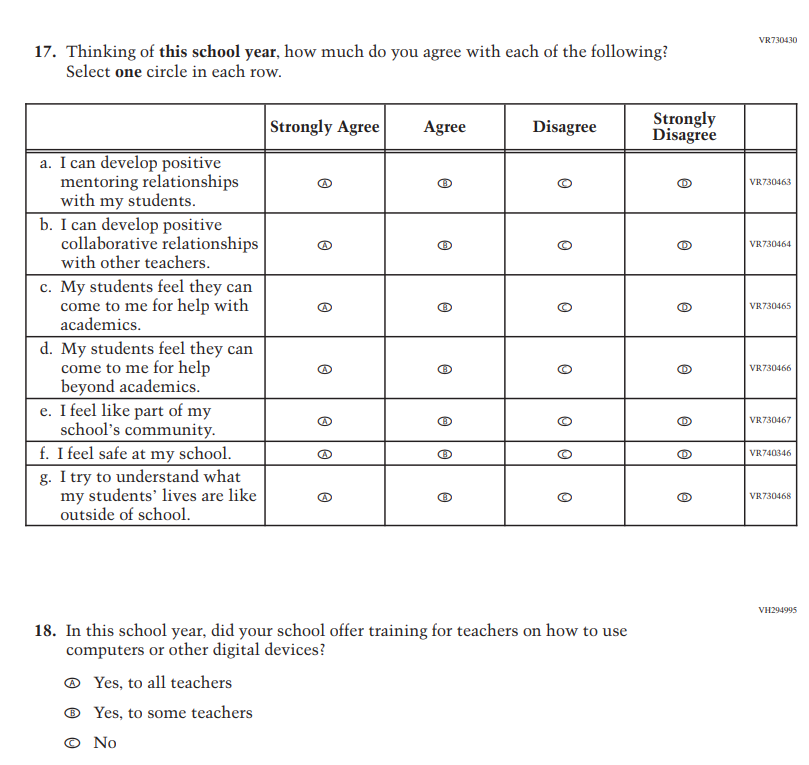 VR730430
17. Thinking of this school year, how much do you agree with each of the following?
Select one circle in each row.
Strongly Agree Agree Disagree Strongly Disagree
a. I can develop positive
mentoring relationships
with my students.
A B C D VR730463
b. I can develop positive
collaborative relationships
with other teachers.
A B C D VR730464
c. My students feel they can
come to me for help with
academics.
A B C D VR730465
d. My students feel they can
come to me for help
beyond academics.
A B C D VR730466
e. I feel like part of my
school's community.
A B C D VR730467
f. I feel safe at my school.
A B C D VR740346
g. I try to understand what
my students' lives are like
outside of school.
A B C D VR730468
VH294995
18. In this school year, did your school offer training for teachers on how to use
computers or other digital devices?
A Yes, to all teachers
B Yes, to some teachers
C No